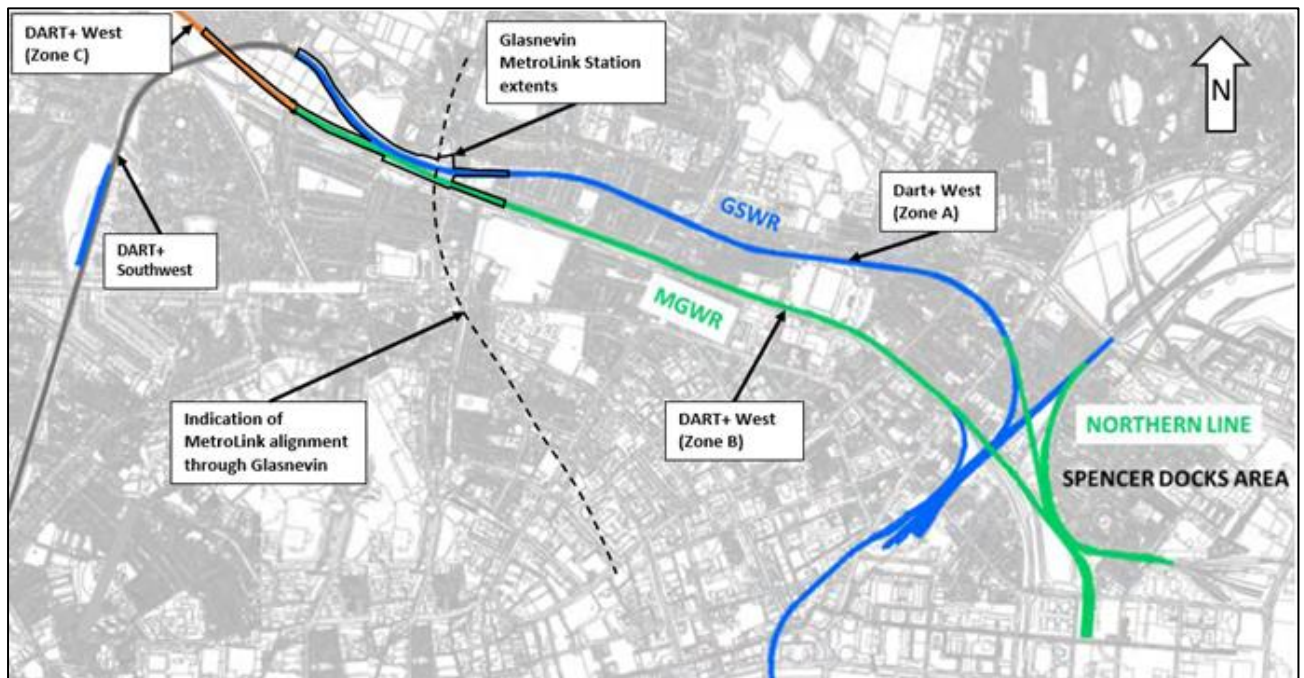 DART+ West
(Zone C)
Glasnevin
MetroLink Station
extents
N
Dart+ West
(Zone A)
GSWR
DART+
Southwest
MGWR
Indication of
MetroLink alignment
through Glasnevin
DART+ West
(Zone B)
NORTHERN LINE
SPENCER DOCKS AREA